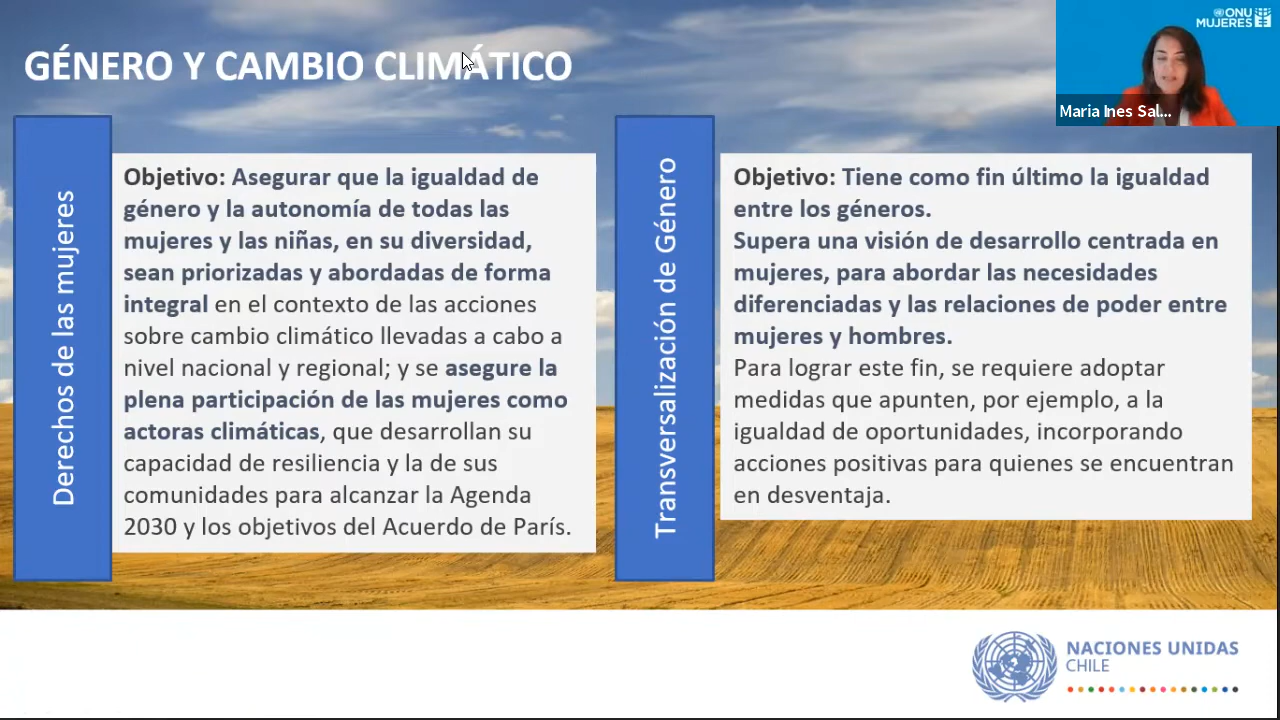 GÉNERO Y CAMBIO CLIMÁTICO
ONU
MUJERES
Maria Ines Sal...
Derechos de las mujeres
Objetivo: Asegurar que la igualdad de
género y la autonomía de todas las
mujeres y las niñas, en su diversidad,
sean priorizadas y abordadas de forma
integral en el contexto de las acciones
sobre cambio climático llevadas a cabo a
nivel nacional y regional; y se asegure la
plena participación de las mujeres como
actoras climáticas, que desarrollan su
capacidad de resiliencia y la de sus
comunidades para alcanzar la Agenda
2030 y los objetivos del Acuerdo de París.
Transversalización de Género
Objetivo: Tiene como fin último la igualdad
entre los géneros.
Supera una visión de desarrollo centrada en
mujeres, para abordar las necesidades
diferenciadas y las relaciones de poder entre
mujeres y hombres.
Para lograr este fin, se requiere adoptar
medidas que apunten, por ejemplo, a la
igualdad de oportunidades, incorporando
acciones positivas para quienes se encuentran
en desventaja.
NACIONES UNIDAS
CHILE